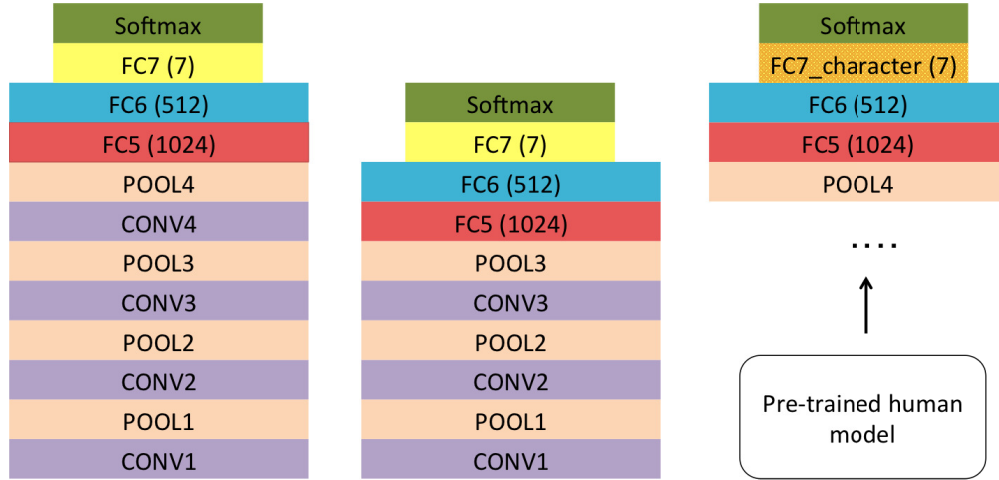 Softmax
FC7 (7)
FC6 (512)
FC5 (1024)
POOL4
CONV4
POOL3
CONV3
POOL2
CONV2
POOL1
CONV1
Softmax
FC7 (7)
FC6 (512)
FC5 (1024)
POOL3
CONV3
POOL2
CONV2
POOL1
CONV1
Softmax
FC7_character (7)
FC6 (512)
FC5 (1024)
POOL4
....
Pre-trained human
model